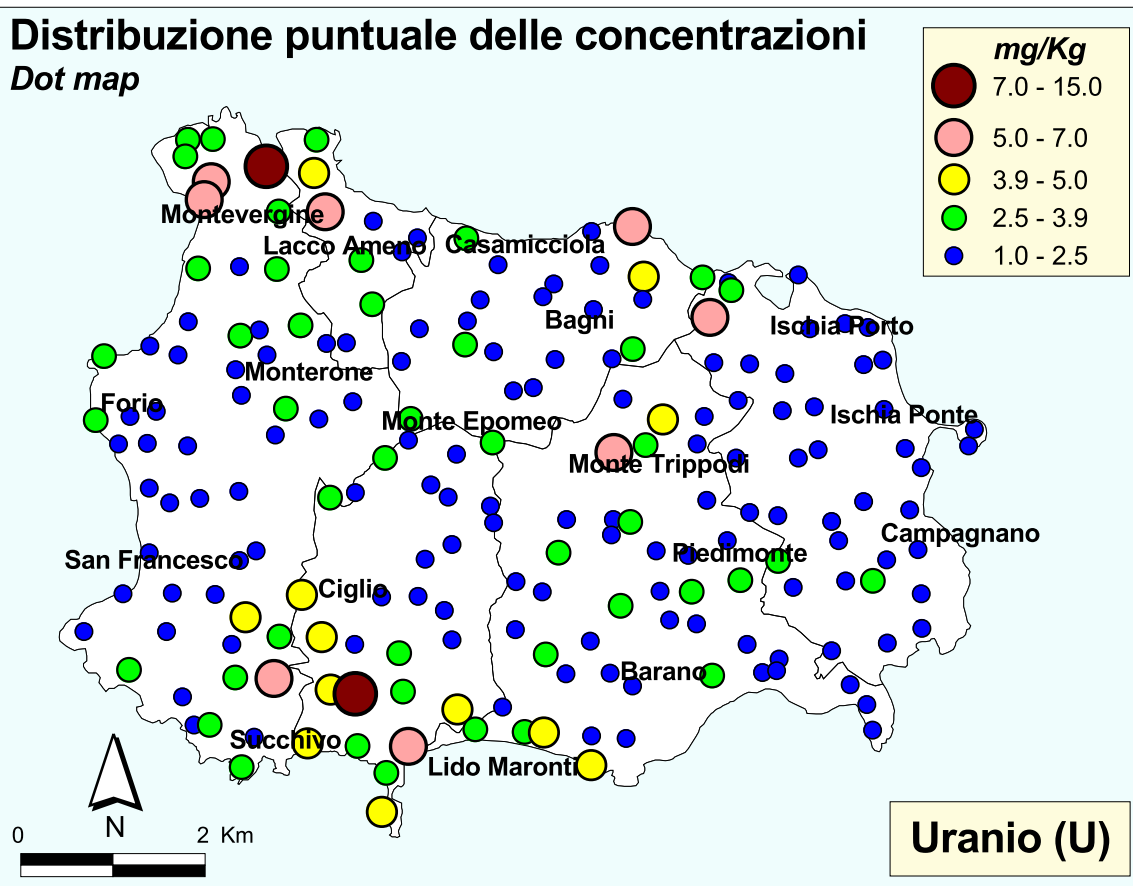 Distribuzione puntuale delle concentrazioni
Dot map
mg/Kg
7.0 - 15.0
5.0 - 7.0
3.9 - 5.0
2.5 - 3.9
1.0 - 2.5
Montevergine
Lacco Ameno
Casamicciola
Bagni
Ischia Porto
Monterone
Forio
Monte Epomeo
Ischia Ponte
Monte Trippodi
Campagnano
San Francesco
Piedimonte
Ciglio
Barano
Succhivo
Lido Maronti
N
0 2 Km
Uranio (U)